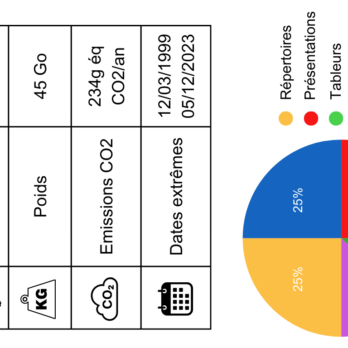 KG
Poids
45 Go
CO₂
Emissions CO2
234g éq
CO2/an
Dates extrêmes
12/03/1999
05/12/2023
Répertoires
Présentations
Tableurs
25%
25%